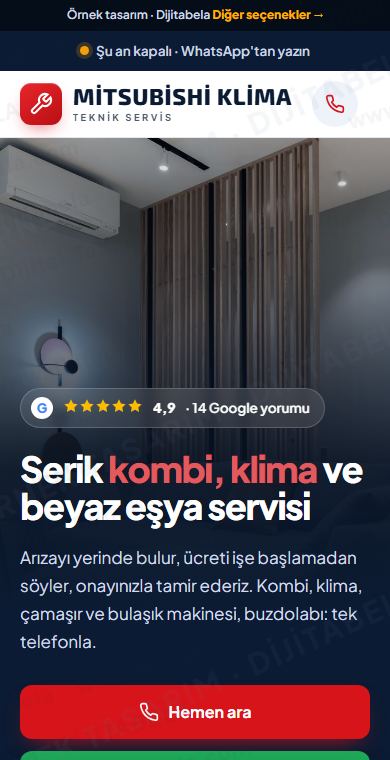 Örnek tasarım · Dijitabela Diğer seçenekler →
Şu an kapalı · WhatsApp'tan yazın
MİTSUBİSHİ KLİMA
TEKNİK SERVİS
G ★★★★★ 4,9 · 14 Google yorumu
Serik kombi, klima ve
beyaz eşya servisi
Arızayı yerinde bulur, ücreti işe başlamadan
söyler, onayınızla tamir ederiz. Kombi, klima,
çamaşır ve bulaşık makinesi, buzdolabı: tek
telefonla.
Hemen ara